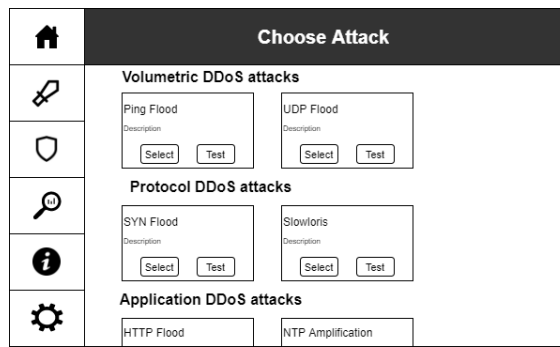 Choose Attack
Volumetric DDoS attacks
Ping Flood
Description
Select Test
UDP Flood
Description
Select Test
Protocol DDoS attacks
SYN Flood
Description
Select Test
Slowloris
Description
Select Test
Application DDoS attacks
HTTP Flood
NTP Amplification